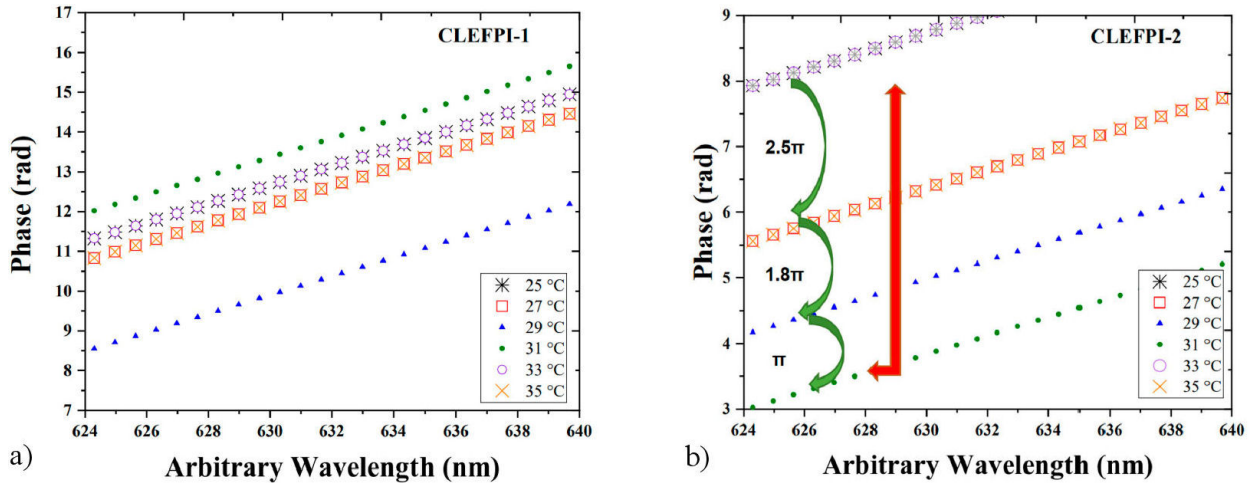 CLEFPI-1
Phase (rad)
17
16
15
14
13
12
11
10
9
8
7
25 °C
27 °C
29 °C
31 °C
33 °C
35 °C
624 626 628 630 632 634 636 638 640
Arbitrary Wavelength (nm)
a)
CLEFPI-2
Phase (rad)
9
8
7
6
5
4
3
2.5π
1.8π
π
25 °C
27 °C
29 °C
31 °C
33 °C
35 °C
624 626 628 630 632 634 636 638 640
Arbitrary Wavelength (nm)
b)